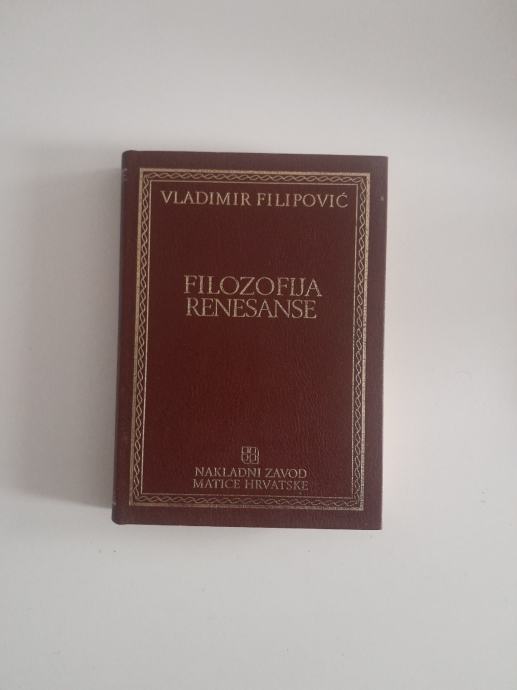 VLADIMIR FILIPOVIĆ
FILOZOFIJA
RENESANSE
NAKLADNI ZAVOD
MATICE HRVATSKE